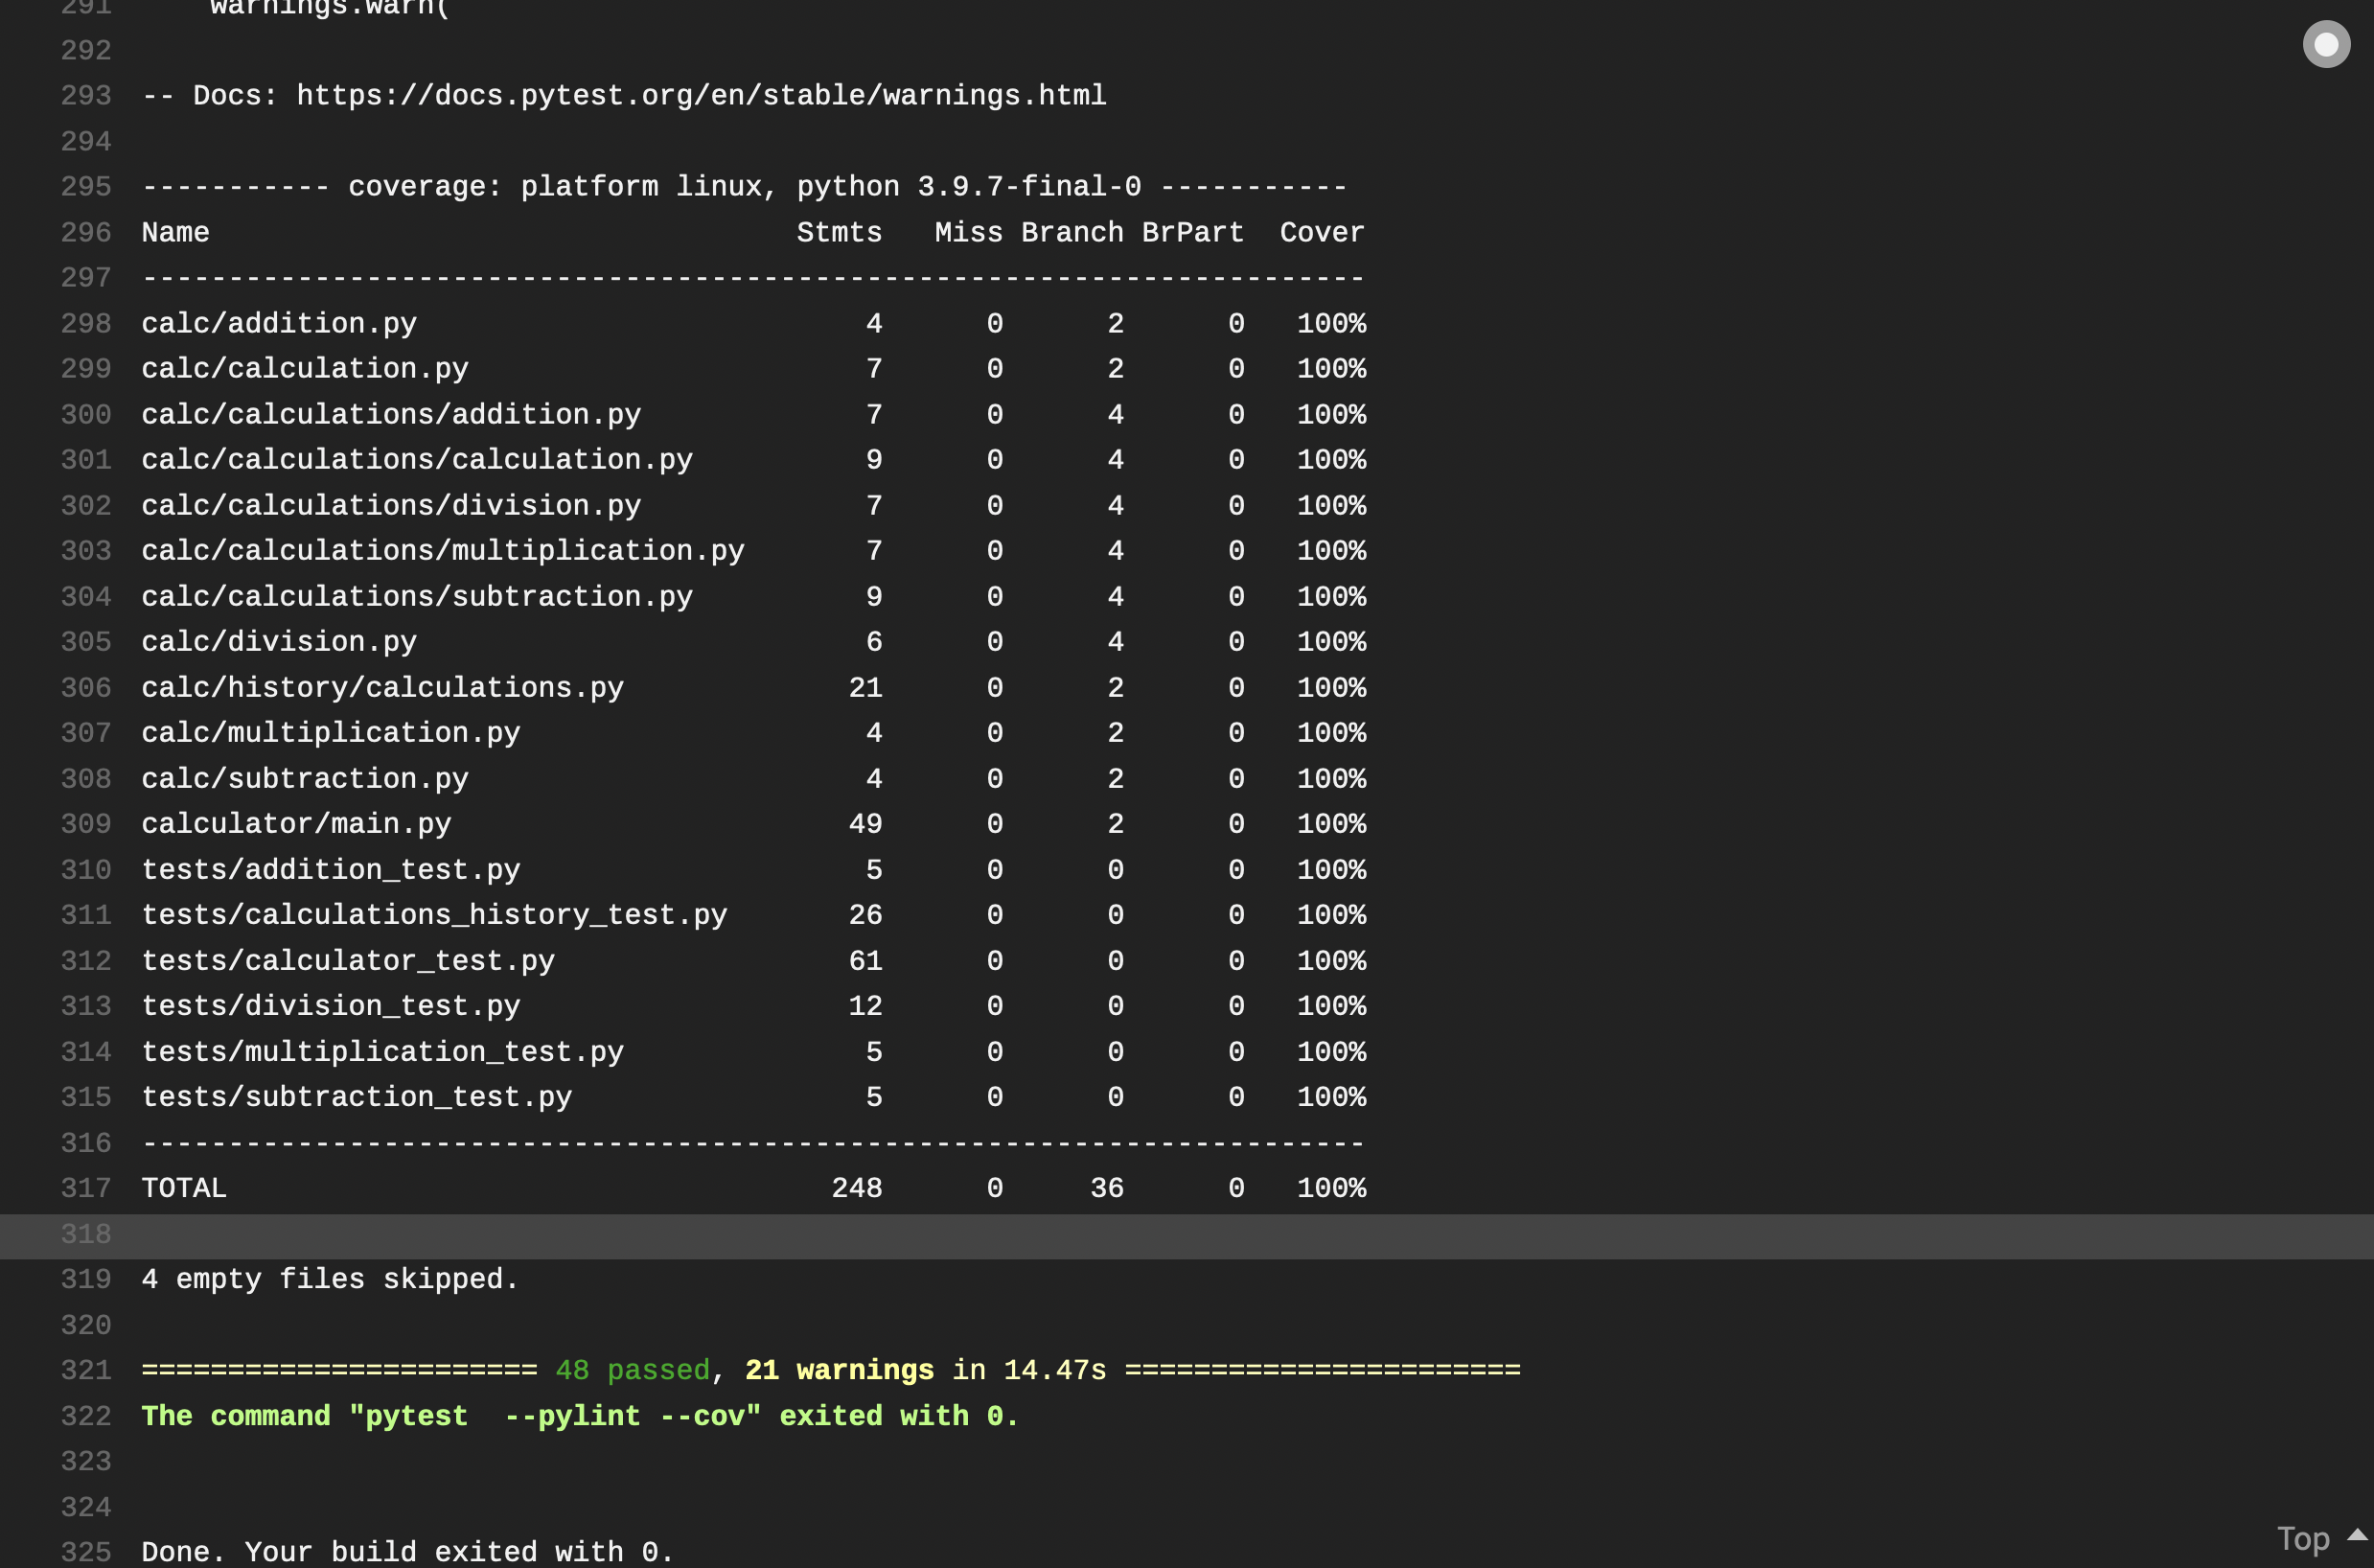 291     warnings.warn(
292
293 -- Docs: https://docs.pytest.org/en/stable/warnings.html
294
295 ----------- coverage: platform linux, python 3.9.7-final-0 -----------
296 Name                                  Stmts   Miss Branch BrPart  Cover
297 -----------------------------------------------------------------------
298 calc/addition.py                          4      0      2      0   100%
299 calc/calculation.py                       7      0      2      0   100%
300 calc/calculations/addition.py             7      0      4      0   100%
301 calc/calculations/calculation.py          9      0      4      0   100%
302 calc/calculations/division.py             7      0      4      0   100%
303 calc/calculations/multiplication.py       7      0      4      0   100%
304 calc/calculations/subtraction.py          9      0      4      0   100%
305 calc/division.py                          6      0      4      0   100%
306 calc/history/calculations.py             21      0      2      0   100%
307 calc/multiplication.py                    4      0      2      0   100%
308 calc/subtraction.py                       4      0      2      0   100%
309 calculator/main.py                       49      0      2      0   100%
310 tests/addition_test.py                    5      0      0      0   100%
311 tests/calculations_history_test.py       26      0      0      0   100%
312 tests/calculator_test.py                 61      0      0      0   100%
313 tests/division_test.py                   12      0      0      0   100%
314 tests/multiplication_test.py              5      0      0      0   100%
315 tests/subtraction_test.py                 5      0      0      0   100%
316 -----------------------------------------------------------------------
317 TOTAL                                   248      0     36      0   100%
318
319 4 empty files skipped.
320
321 ======================= 48 passed, 21 warnings in 14.47s =======================
322 The command "pytest  --pylint --cov" exited with 0.
323
324
325 Done. Your build exited with 0.
Top